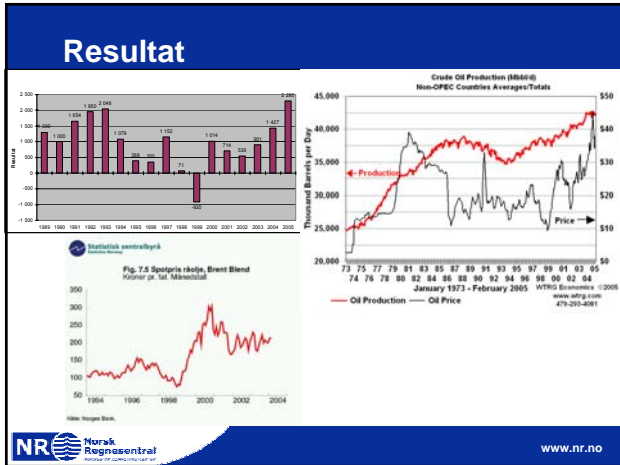 Resultat
2 500
2 000
1 500
1 000
500
0
-500
-1 000
-1 500
Resultat
1 000
1 654
1 950
2 046
1 079
388
350
1 152
71
-920
1 014
714
539
901
1 427
1989 1990 1991 1992 1993 1994 1995 1996 1997 1998 1999 2000 2001 2002 2003 2004 2005
Crude Oil Production (Mbbl/d)
Non-OPEC Countries Averages/Totals
45,000
40,000
35,000
30,000
25,000
20,000
Thousand Barrels per Day
$50
$40
$30
$20
$10
$0
Production
Price
73 75 77 79 81 83 85 87 89 91 93 95 97 99 01 03 05
74 76 78 80 82 84 86 88 90 92 94 96 98 00 02 04
January 1973 - February 2005
WTRG Economics ©2005
www.wtrg.com
479-293-4081
Oil Production Oil Price
Statistisk sentralbyrå
Statistics Norway
Fig. 7.5 Spotpris råolje, Brent Blend
Kroner pr. fat. Månedstall
350
300
250
200
150
100
50
1994 1996 1998 2000 2002 2004
Kilde: Norges Bank.
NR
Norsk
Regnesentral
www.nr.no